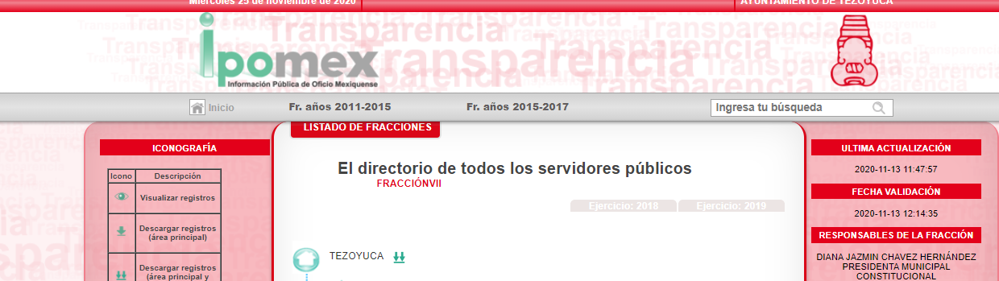 Miércoles 25 de noviembre de 2020
AYUNTAMIENTO DE TEZOYUCA
Transparencia
ipomex
Información Pública de Oficio Mexiquense
Inicio
Fr. años 2011-2015
Fr. años 2015-2017
Ingresa tu búsqueda
ICONOGRAFÍA
Icono
Descripción
Visualizar registros
Descargar registros
(área principal)
Descargar registros
(área principal y
LISTADO DE FRACCIONES
El directorio de todos los servidores públicos
FRACCIÓNVII
Ejercicio: 2018
Ejercicio: 2019
TEZOYUCA
ULTIMA ACTUALIZACIÓN
2020-11-13 11:47:57
FECHA VALIDACIÓN
2020-11-13 12:14:35
RESPONSABLES DE LA FRACCIÓN
DIANA JAZMIN CHAVEZ HERNÁNDEZ
PRESIDENTA MUNICIPAL
CONSTITUCIONAL